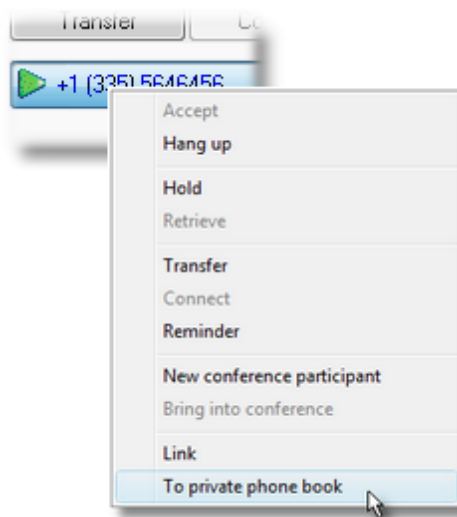 Transfer
+1 (335) 5646456
Accept
Hang up
Hold
Retrieve
Transfer
Connect
Reminder
New conference participant
Bring into conference
Link
To private phone book